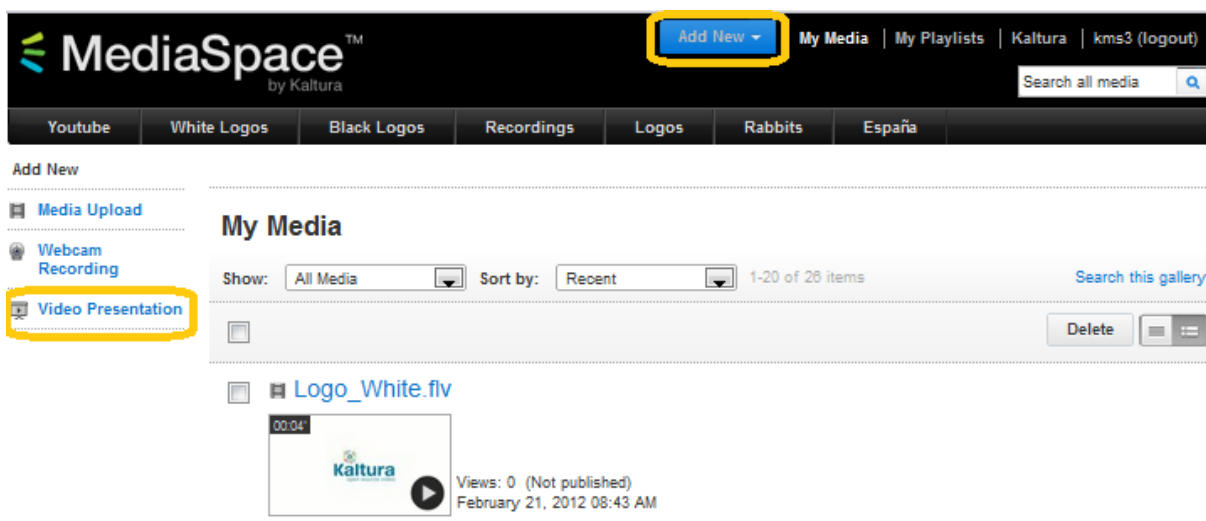 MediaSpace™
by Kaltura
Add New
My Media | My Playlists | Kaltura | kms3 (logout)
Search all media
Youtube White Logos Black Logos Recordings Logos Rabbits España
Add New
Media Upload
Webcam
Recording
Video Presentation
My Media
Show: All Media Sort by: Recent 1-20 of 26 items Search this gallery
Delete
Logo_White.flv
00:04"
Kaltura
Views: 0 (Not published)
February 21, 2012 08:43 AM